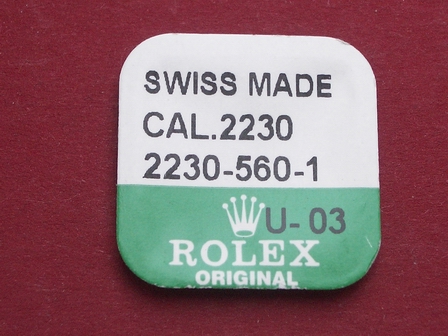 SWISS MADE
CAL.2230
2230-560-1
U- 03
ROLEX
ORIGINAL